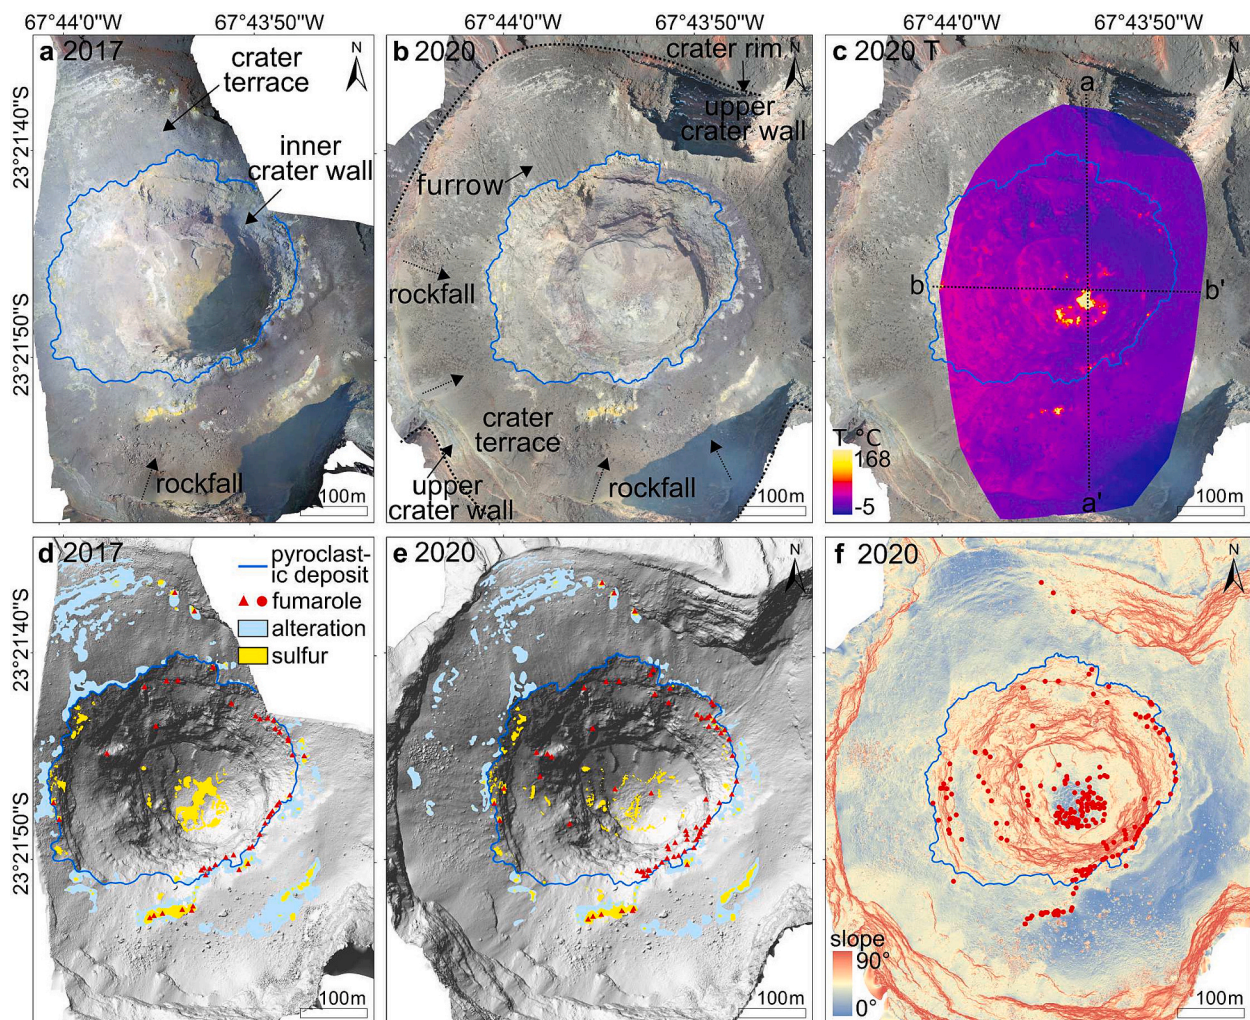 67°44'0"W
67°43'50"W
67°44'0"W
67°43'50"W
67°44'0"W
67°43'50"W
a 2017
N
crater
terrace
inner
crater wall
rockfall
100m
23°21'40"S
23°21'50"S
b 2020
crater rim
N
upper
crater wall
furrow
rockfall
crater
terrace
upper
crater wall
rockfall
100m
c 2020 T
N
a
b
b'
a'
T °C
168
-5
100m
d 2017
pyroclast-
ic deposit
fumarole
alteration
sulfur
100m
23°21'40"S
23°21'50"S
e 2020
N
100m
f 2020
N
slope
90°
0°
100m